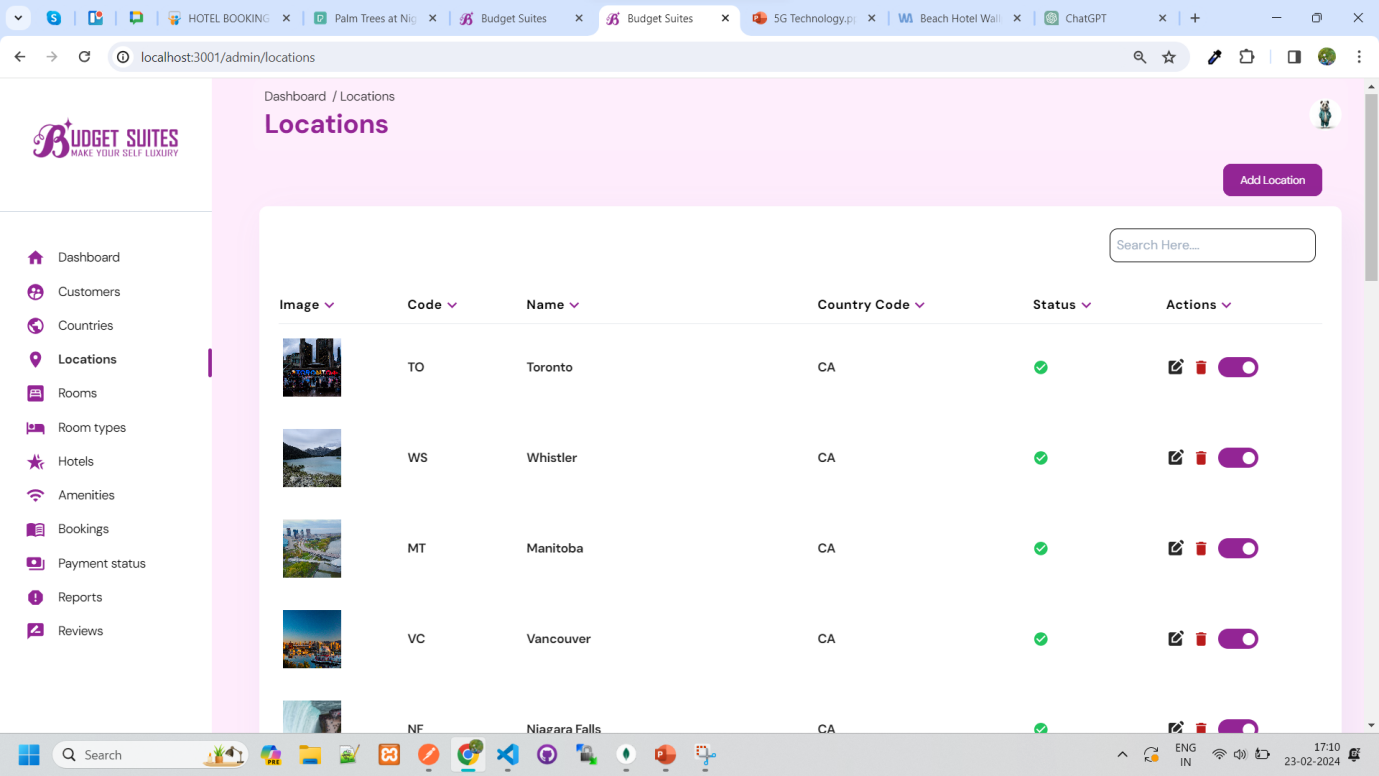 HOTEL BOOKING
Palm Trees at Nig
Budget Suites
Budget Suites
5G Technology.pp
Beach Hotel Wall
ChatGPT
localhost:3001/admin/locations
BUDGET SUITES
MAKE YOUR SELF LUXURY
Dashboard / Locations
Locations
Add Location
Search Here....
Dashboard
Customers
Countries
Locations
Rooms
Room types
Hotels
Amenities
Bookings
Payment status
Reports
Reviews
Image Code Name Country Code Status Actions
TO Toronto CA
WS Whistler CA
MT Manitoba CA
VC Vancouver CA
NF Niagara Falls CA
Search
PRE
ENG
IN
17:10
23-02-2024